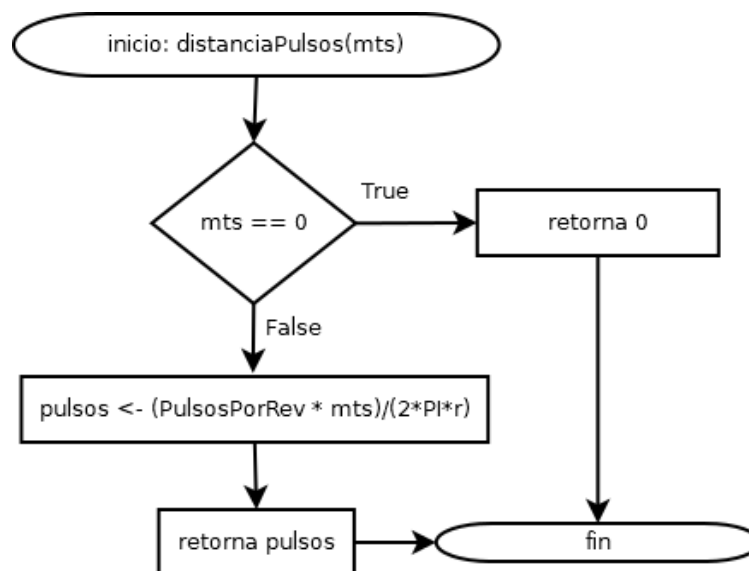 inicio: distanciaPulsos(mts)
mts == 0
True
retorna 0
False
pulsos <- (PulsosPorRev * mts)/(2*PI*r)
retorna pulsos
fin